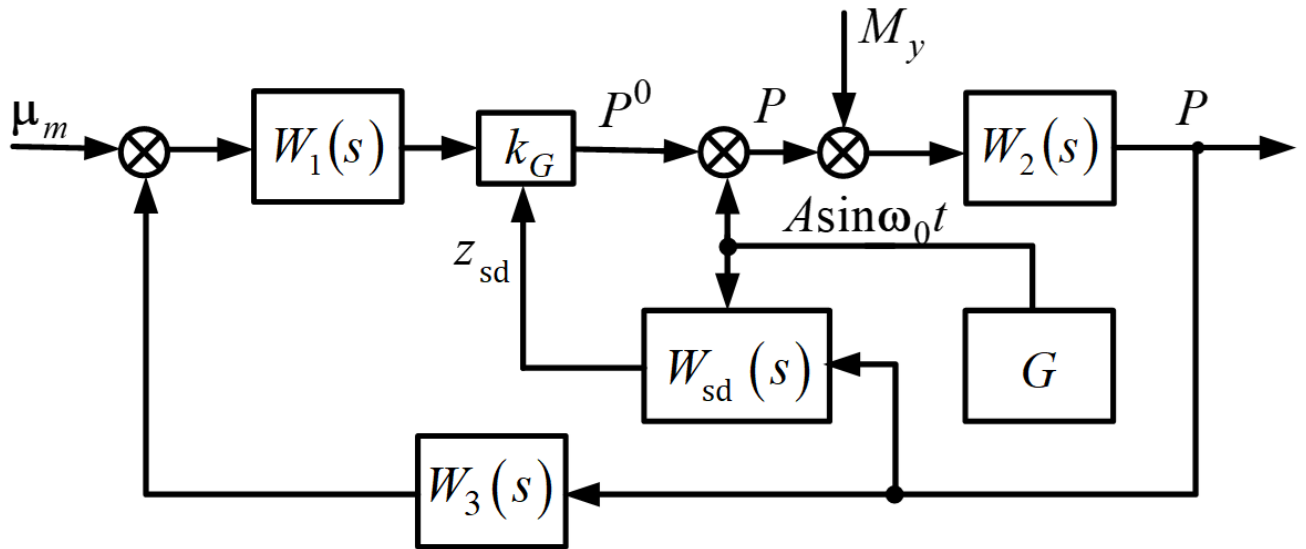 M_y
μ_m
W_1(s)
k_G
P^0
P
W_2(s)
P
A sin ω_0 t
z_sd
W_sd (s)
G
W_3(s)